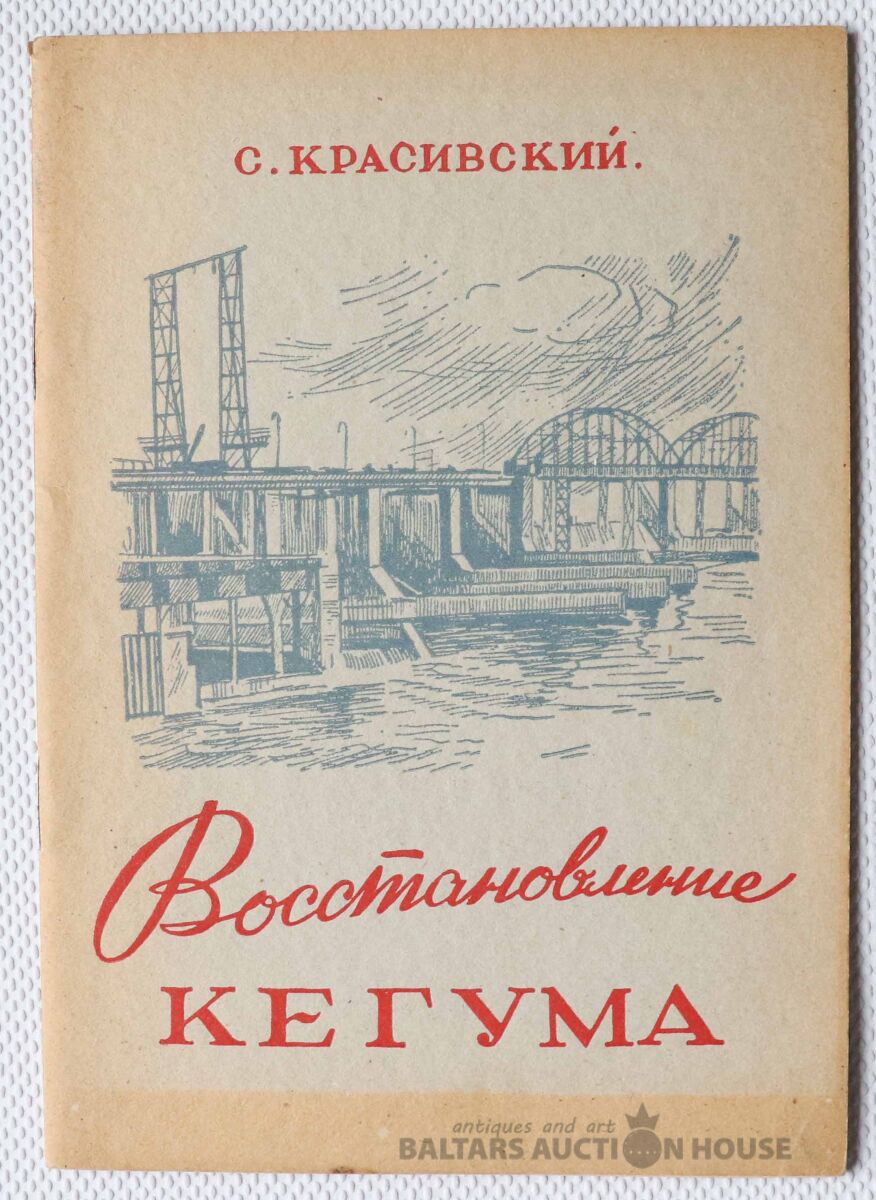 С. КРАСИВСКИЙ.
Восстановление
КЕГУМА
antiques and art
BALTARS AUCTION HOUSE